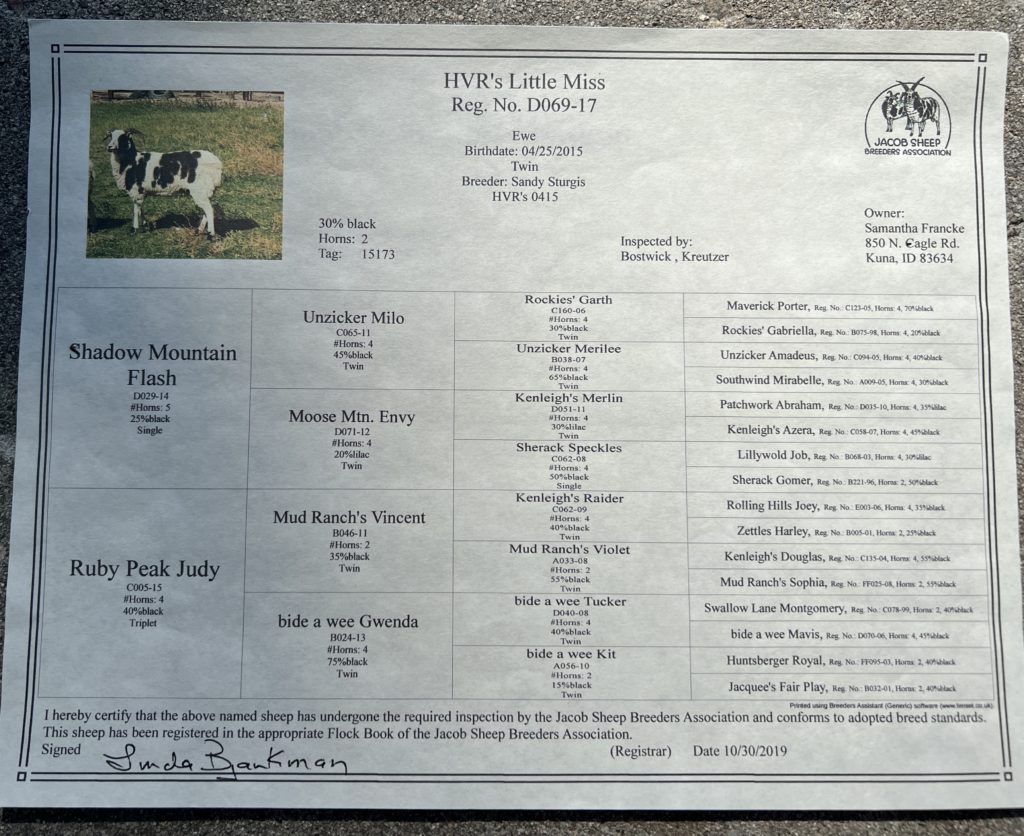 HVR's Little Miss
Reg. No. D069-17
Ewe
Birthdate: 04/25/2015
Twin
Breeder: Sandy Sturgis
HVR's 0415
JACOB SHEEP
BREEDERS ASSOCIATION
30% black
Horns: 2
Tag: 15173
Inspected by:
Bostwick , Kreutzer
Owner:
Samantha Francke
850 N. Eagle Rd.
Kuna, ID 83634
Shadow Mountain
Flash
D029-14
#Horns: 5
25%black
Single
Ruby Peak Judy
C005-15
#Horns: 4
40%black
Triplet
Unzicker Milo
C065-11
#Horns: 4
45%black
Twin
Moose Mtn. Envy
D071-12
#Horns: 4
20%lilac
Twin
Mud Ranch's Vincent
B046-11
#Horns: 2
35%black
Twin
bide a wee Gwenda
B024-13
#Horns: 4
75%black
Twin
Rockies' Garth
C160-06
#Horns: 4
30%black
Twin
Unzicker Merilee
B038-07
#Horns: 4
65%black
Twin
Kenleigh's Merlin
D051-11
#Horns: 4
30%lilac
Twin
Sherack Speckles
C062-08
#Horns: 4
50%black
Single
Kenleigh's Raider
C062-09
#Horns: 4
40%black
Twin
Mud Ranch's Violet
A033-08
#Horns: 2
55%black
Twin
bide a wee Tucker
D040-08
#Horns: 4
40%black
Twin
bide a wee Kit
A056-10
#Horns: 2
15%black
Twin
Maverick Porter, Reg. No.: C123-05, Horns: 4, 70%black
Rockies' Gabriella, Reg. No.: B075-98, Horns: 4, 20%black
Unzicker Amadeus, Reg. No.: C094-05, Horns: 4, 40%black
Southwind Mirabelle, Reg. No.: A009-05, Horns: 4, 30%black
Patchwork Abraham, Reg. No.: D035-10, Horns: 4, 35%lilac
Kenleigh's Azera, Reg. No.: C058-07, Horns: 4, 45%black
Lillywold Job, Reg. No.: B068-03, Horns: 4, 30%lilac
Sherack Gomer, Reg. No.: B221-96, Horns: 2, 50%black
Rolling Hills Joey, Reg. No.: E003-06, Horns: 4, 35%black
Zettles Harley, Reg. No.: B005-01, Horns: 2, 25%black
Kenleigh's Douglas, Reg. No.: C135-04, Horns: 4, 55%black
Mud Ranch's Sophia, Reg. No.: FF025-08, Horns: 2, 55%black
Swallow Lane Montgomery, Reg. No.: C078-99, Horns: 2, 40%black
bide a wee Mavis, Reg. No.: D070-06, Horns: 4, 45%black
Huntsberger Royal, Reg. No.: FF095-03, Horns: 2, 40%black
Jacquee's Fair Play, Reg. No.: B032-01, Horns: 2, 40%black
Printed using Breeders Assistant (Generic) software (www.tenset.co.uk)
I hereby certify that the above named sheep has undergone the required inspection by the Jacob Sheep Breeders Association and conforms to adopted breed standards.
This sheep has been registered in the appropriate Flock Book of the Jacob Sheep Breeders Association.
Signed Linda Bjarkman (Registrar) Date 10/30/2019